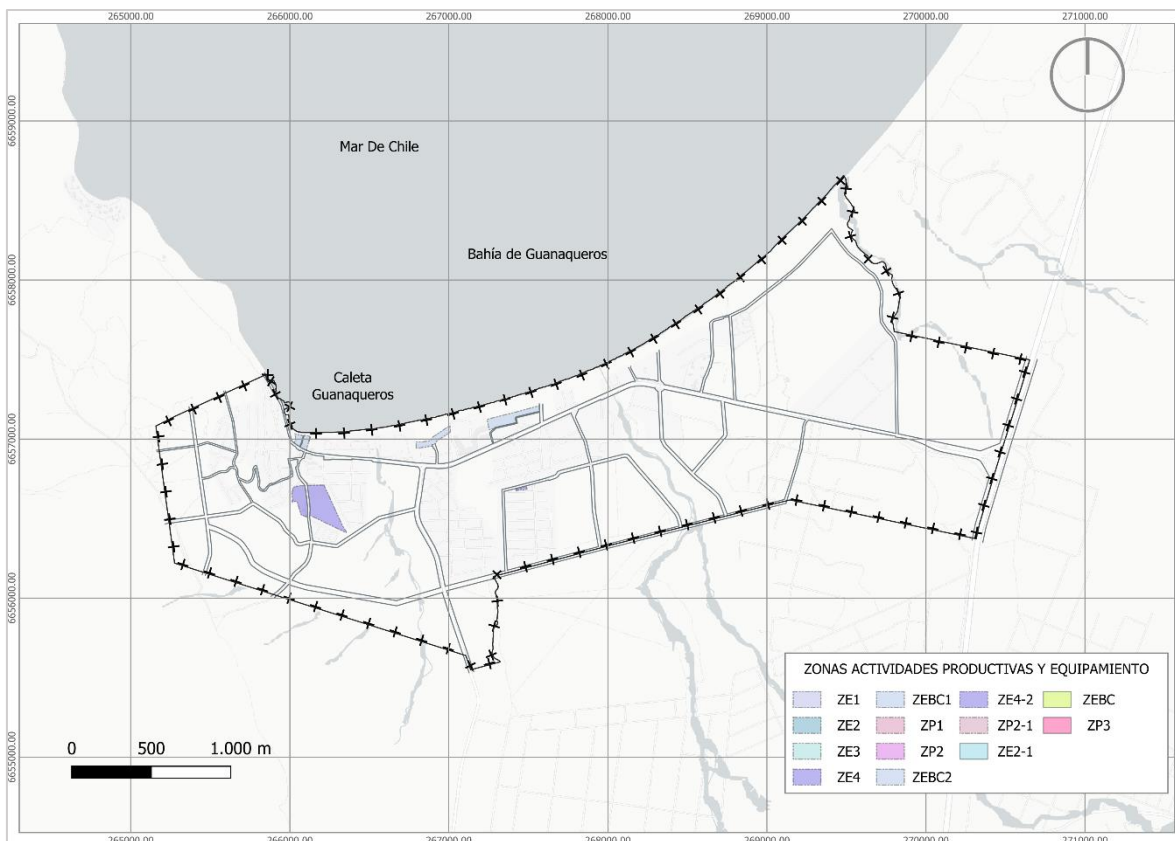 265000.00 266000.00 267000.00 268000.00 269000.00 270000.00 271000.00
6659000.00
Mar De Chile
Bahía de Guanaqueros
6658000.00
Caleta
Guanaqueros
6657000.00
6656000.00
ZONAS ACTIVIDADES PRODUCTIVAS Y EQUIPAMIENTO
ZE1 ZEBC1 ZE4-2 ZEBC
ZE2 ZP1 ZP2-1 ZP3
ZE3 ZP2 ZE2-1
ZE4 ZEBC2
0 500 1.000 m
6655000.00
265000.00 266000.00 267000.00 268000.00 269000.00 270000.00 271000.00